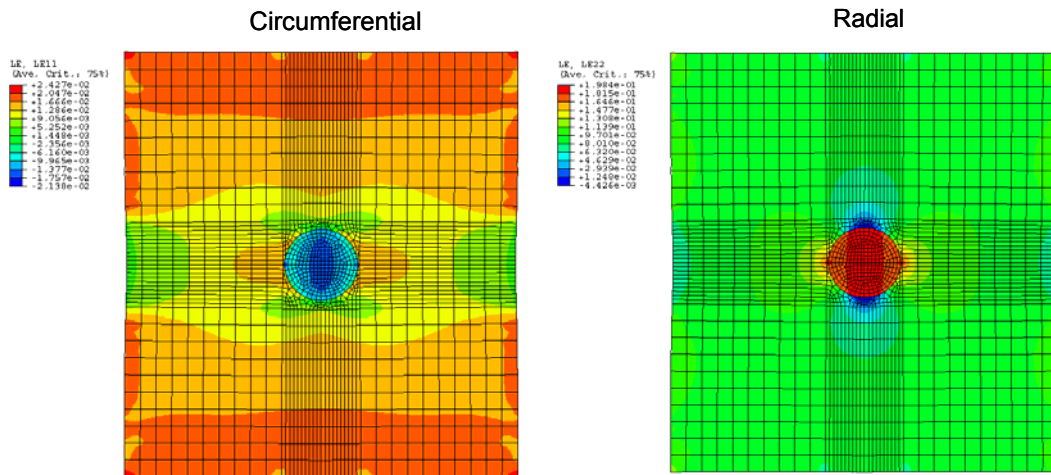 Circumferential
Radial
LE, LE11
(Ave. Crit.: 75%)
+2.427e-02
+2.047e-02
+1.666e-02
+1.286e-02
+9.056e-03
+5.252e-03
+1.448e-03
-2.356e-03
-6.160e-03
-9.965e-03
-1.377e-02
-1.757e-02
-2.138e-02
LE, LE22
(Ave. Crit.: 75%)
+1.984e-01
+1.815e-01
+1.646e-01
+1.477e-01
+1.308e-01
+1.139e-01
+9.701e-02
+8.010e-02
+6.320e-02
+4.629e-02
+2.939e-02
+1.248e-02
-4.426e-03